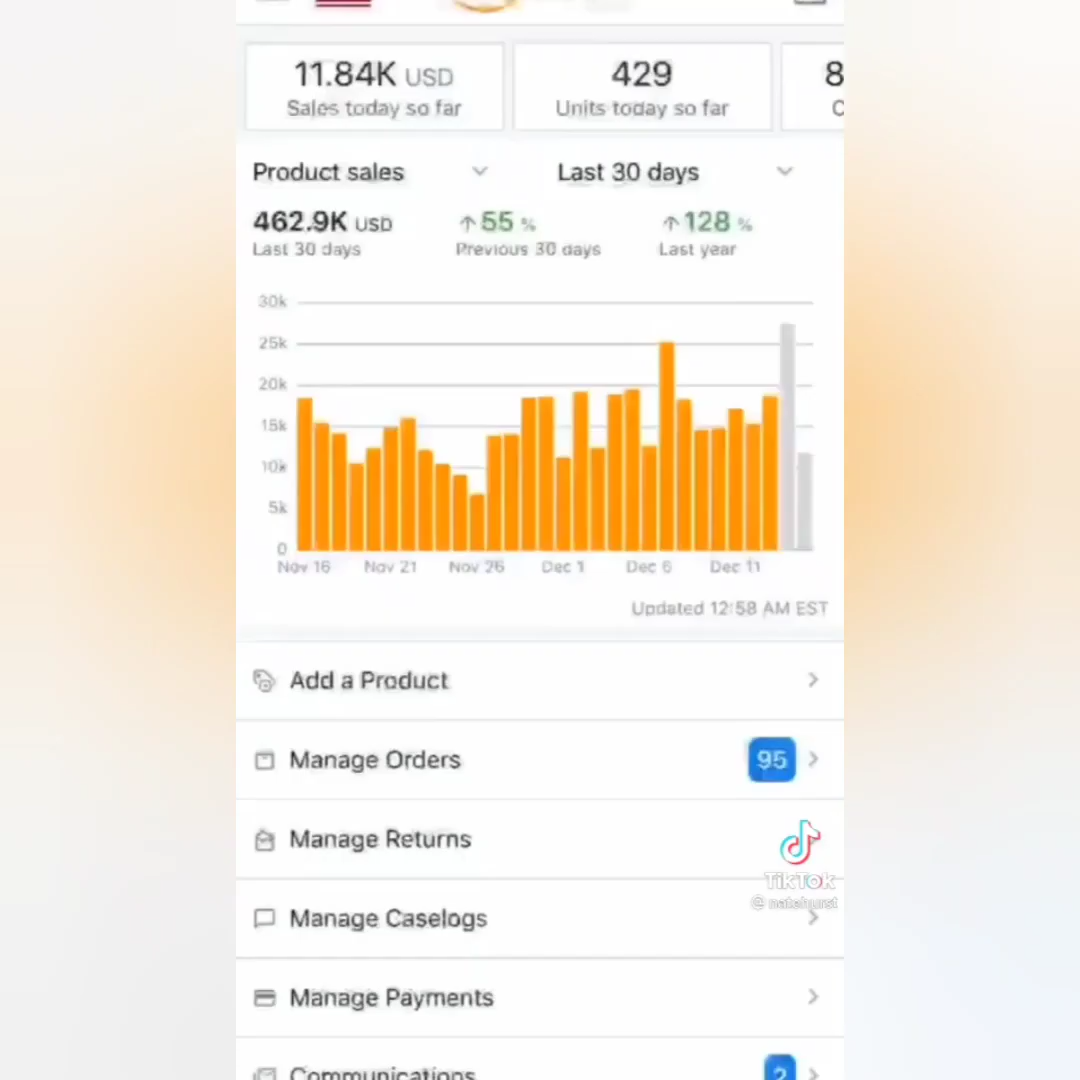 11.84K USD
Sales today so far
429
Units today so far
8
Product sales
Last 30 days
462.9K USD
Last 30 days
↑ 55 %
Previous 30 days
↑ 128 %
Last year
30k
25k
20k
15k
10k
5k
0
Nov 16 Nov 21 Nov 26 Dec 1 Dec 6 Dec 11
Updated 12:58 AM EST
Add a Product
Manage Orders
95
Manage Returns
TikTok
Manage Caselogs
Manage Payments
Communications
2